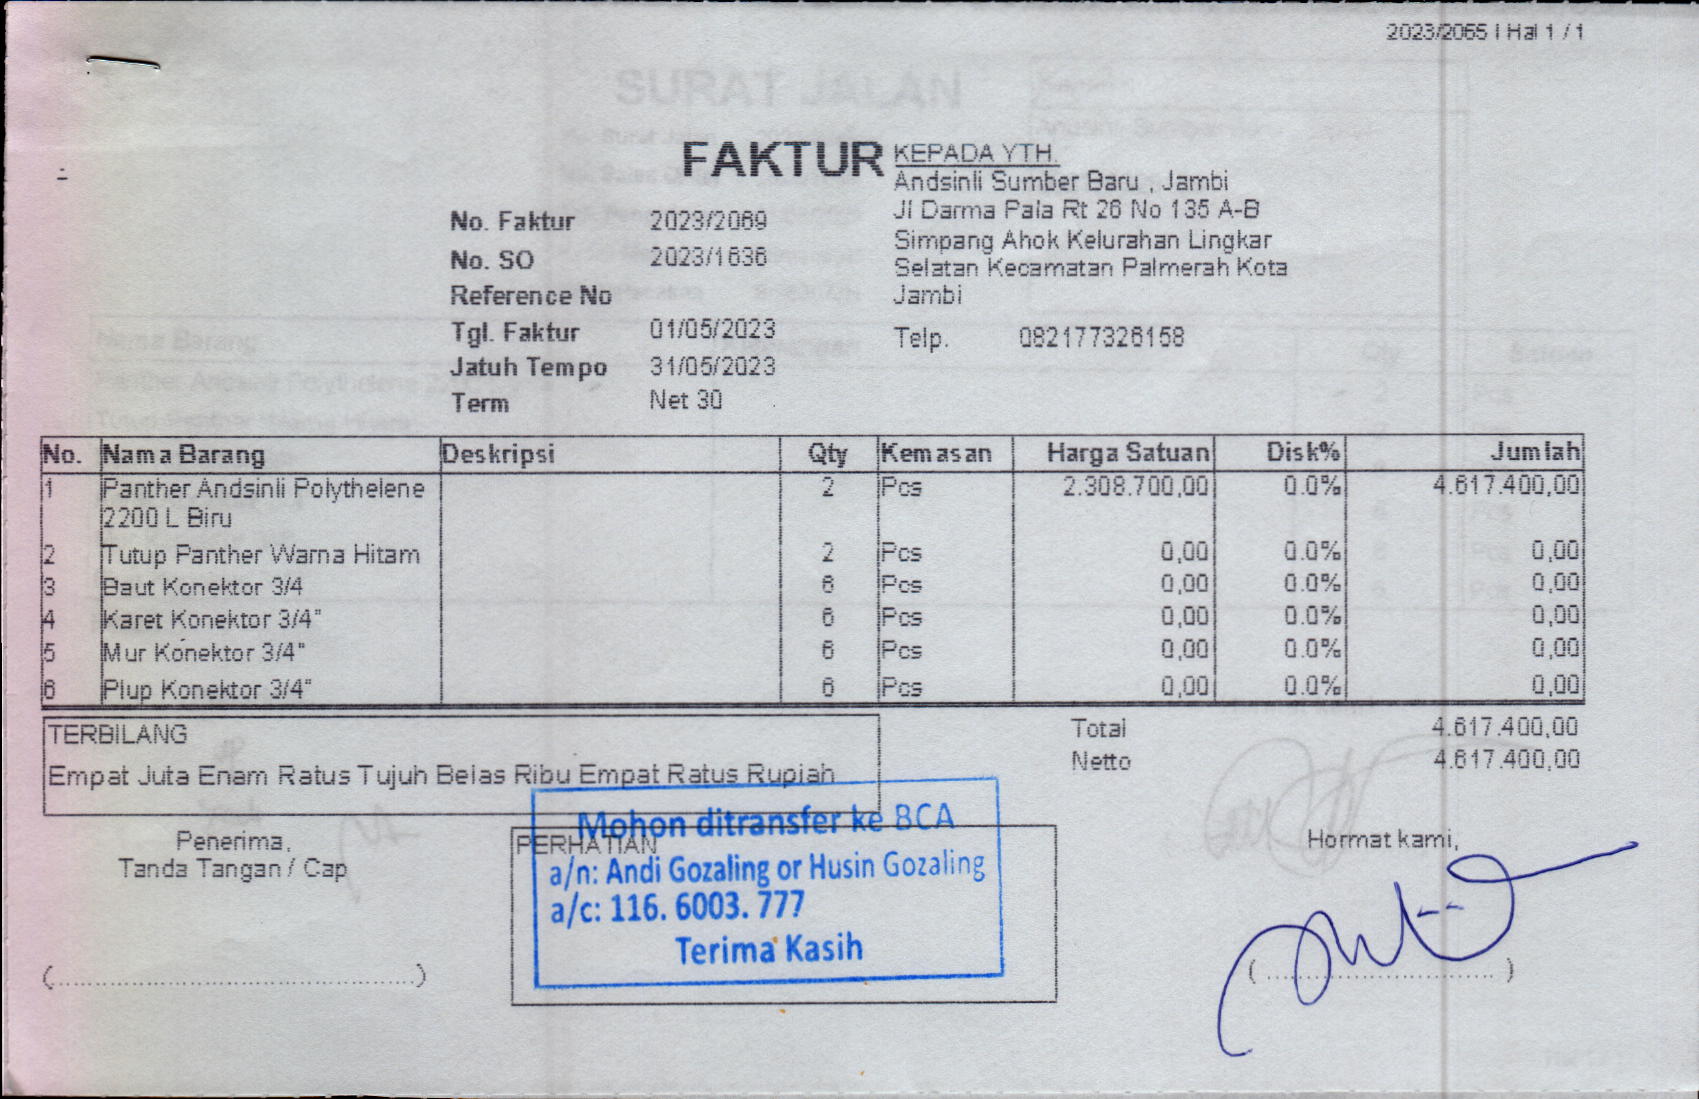 2023/2065 | Hal 1 / 1
FAKTUR
KEPADA YTH.
Andsinli Sumber Baru , Jambi
Jl Darma Pala Rt 26 No 135 A-B
Simpang Ahok Kelurahan Lingkar
Selatan Kecamatan Palmerah Kota
Jambi
Telp. 082177326158
No. Faktur 2023/2069
No. SO 2023/1636
Reference No
Tgl. Faktur 01/05/2023
Jatuh Tempo 31/05/2023
Term Net 30
No. Nama Barang Deskripsi Qty Kemasan Harga Satuan Disk% Jumlah
1 Panther Andsinli Polythelene 2 Pcs 2.308.700,00 0.0% 4.617.400,00
2200 L Biru
2 Tutup Panther Warna Hitam 2 Pcs 0,00 0.0% 0,00
3 Baut Konektor 3/4 6 Pcs 0,00 0.0% 0,00
4 Karet Konektor 3/4" 6 Pcs 0,00 0.0% 0,00
5 Mur Konektor 3/4" 6 Pcs 0,00 0.0% 0,00
6 Plup Konektor 3/4" 6 Pcs 0,00 0.0% 0,00
TERBILANG
Empat Juta Enam Ratus Tujuh Belas Ribu Empat Ratus Rupiah
Total 4.617.400,00
Netto 4.617.400,00
Penerima,
Tanda Tangan / Cap
(..............................................)
PERHATIAN
Mohon ditransfer ke BCA
a/n: Andi Gozaling or Husin Gozaling
a/c: 116. 6003. 777
Terima Kasih
Hormat kami,
(..............................)
SURAT JALAN
Nama Barang
Qty
Satuan